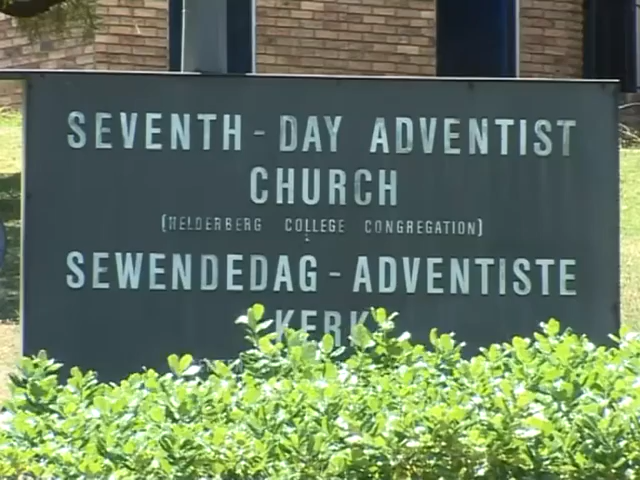 SEVENTH-DAY ADVENTIST
CHURCH
(HELDERBERG COLLEGE CONGREGATION)
SEWENDEDAG-ADVENTISTE
KERK